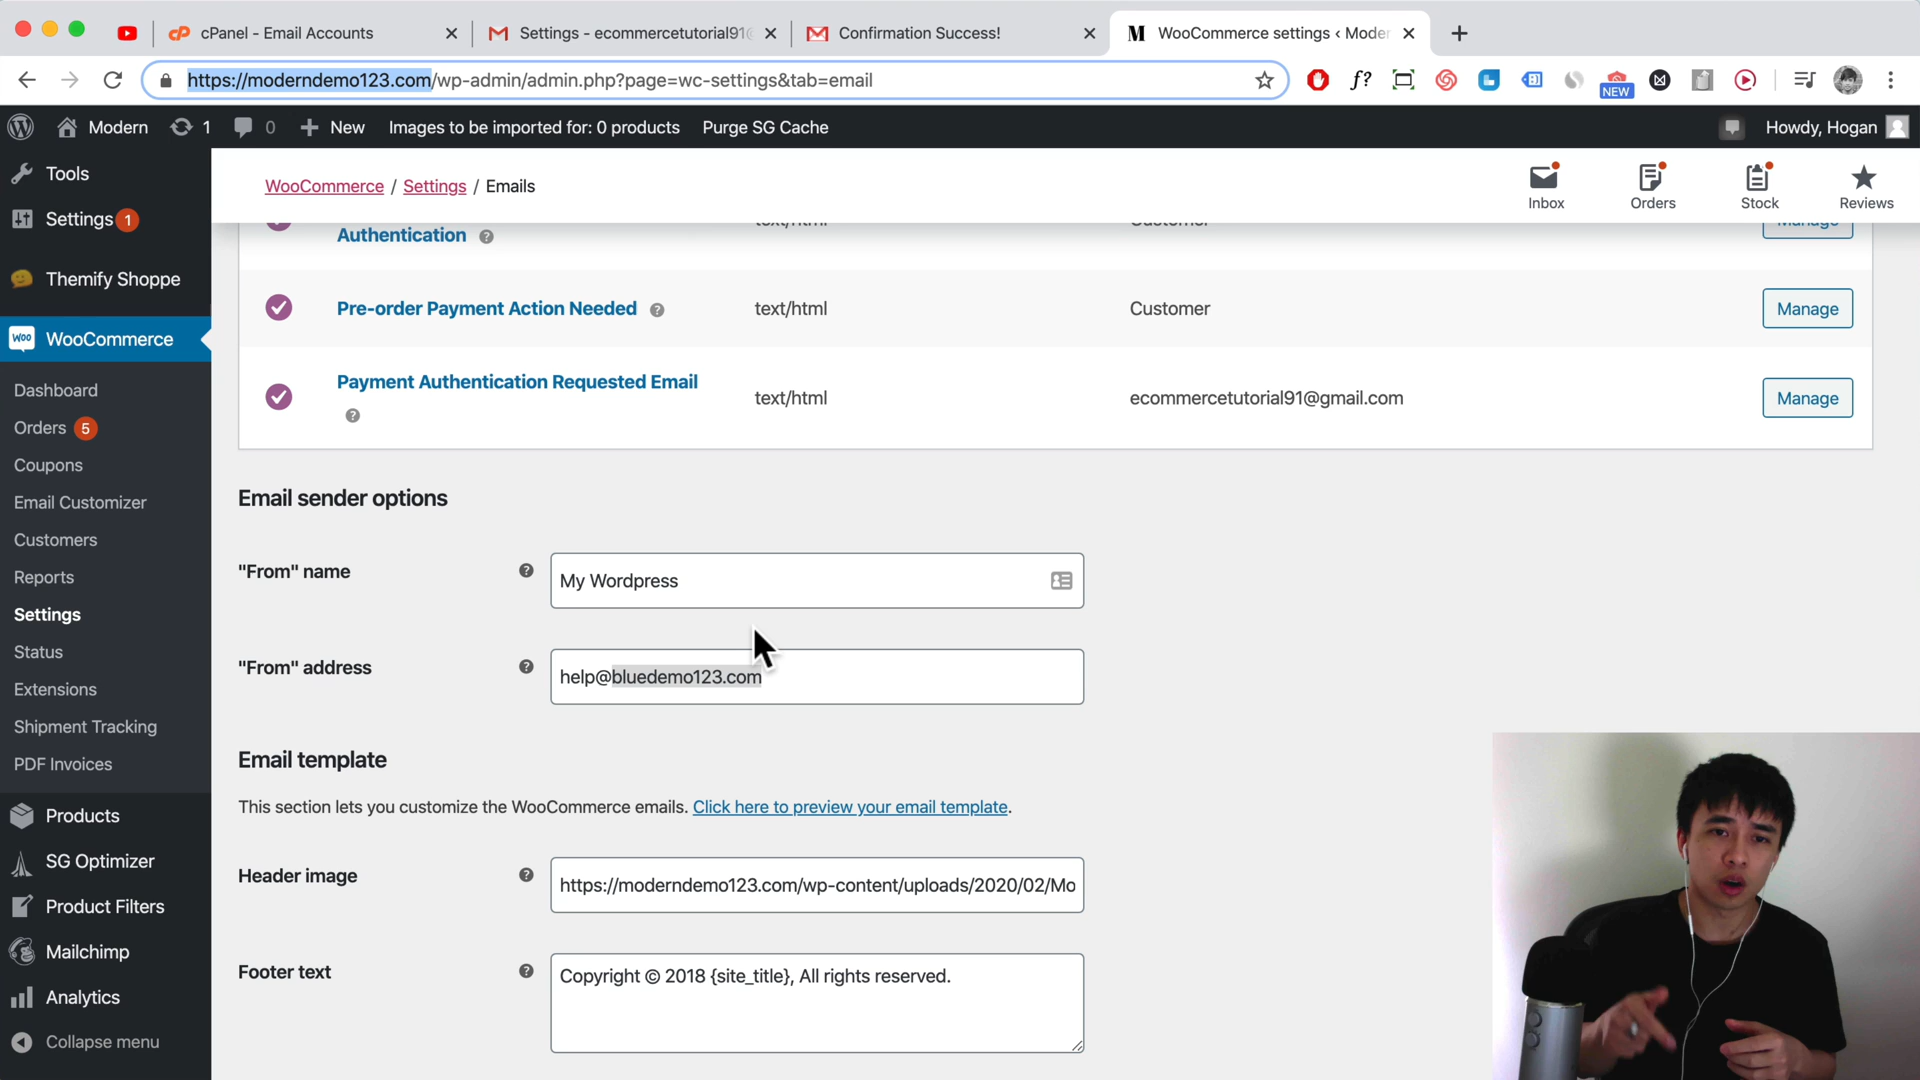 cPanel - Email Accounts
Settings - ecommercetutorial91@
Confirmation Success!
WooCommerce settings ‹ Moder
https://moderndemo123.com/wp-admin/admin.php?page=wc-settings&tab=email
f?
NEW
Modern
1
0
New
Images to be imported for: 0 products
Purge SG Cache
Howdy, Hogan
Tools
Settings 1
Themify Shoppe
WOO
WooCommerce
Dashboard
Orders 5
Coupons
Email Customizer
Customers
Reports
Settings
Status
Extensions
Shipment Tracking
PDF Invoices
Products
SG Optimizer
Product Filters
Mailchimp
Analytics
Collapse menu
WooCommerce / Settings / Emails
Inbox
Orders
Stock
Reviews
Authentication
text/html
Customer
Manage
Pre-order Payment Action Needed
text/html
Customer
Manage
Payment Authentication Requested Email
text/html
ecommercetutorial91@gmail.com
Manage
Email sender options
"From" name
My Wordpress
"From" address
help@bluedemo123.com
Email template
This section lets you customize the WooCommerce emails. Click here to preview your email template.
Header image
https://moderndemo123.com/wp-content/uploads/2020/02/Mo
Footer text
Copyright © 2018 {site_title}, All rights reserved.